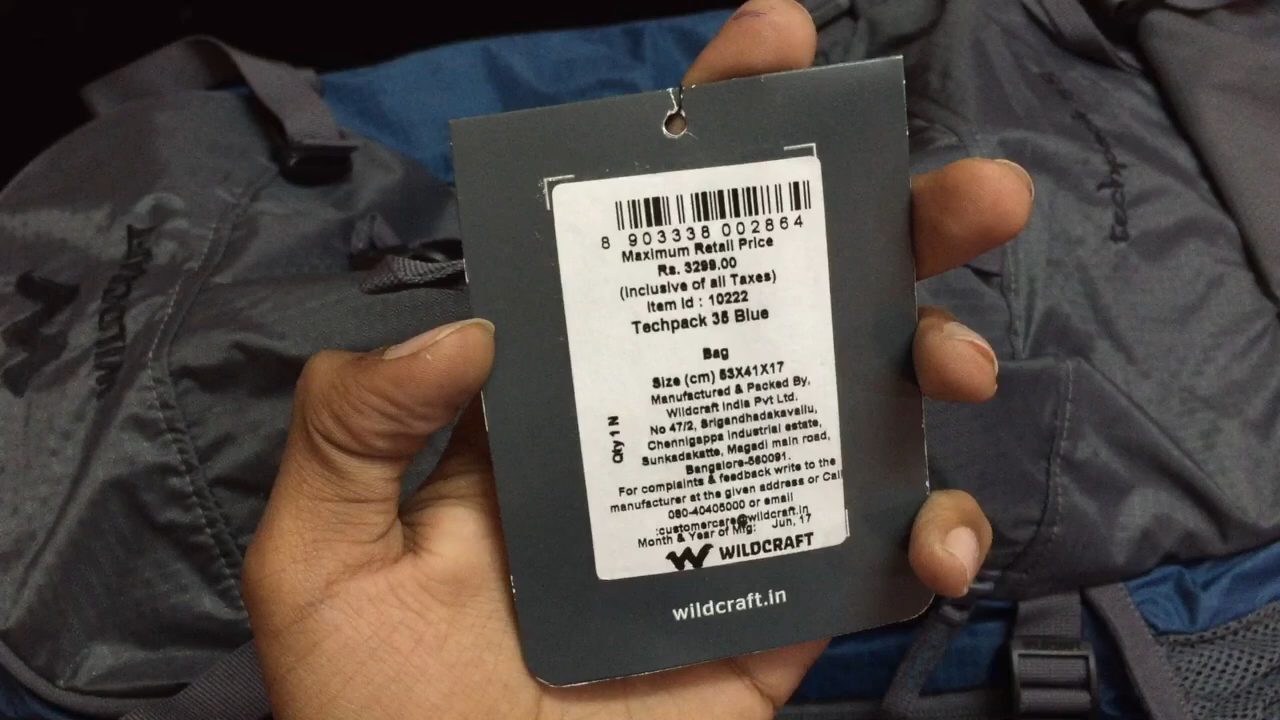 8 903338 002864
Maximum Retail Price
Rs. 3299.00
(Inclusive of all Taxes)
Item Id : 10222
Techpack 35 Blue
Bag
Size (cm) 53X41X17
Manufactured & Packed By,
Wildcraft India Pvt Ltd.
No 47/2, Srigandhadakavallu,
Chennigappa industrial estate,
Sunkadakatte, Magadi main road,
Bangalore-560091.
Qty 1 N
For complaints & feedback write to the
manufacturer at the given address or Call
080-40405000 or email
:customercare@wildcraft.in
Month & Year of Mfg: Jun, 17
WILDCRAFT
wildcraft.in
WILDCRAFT